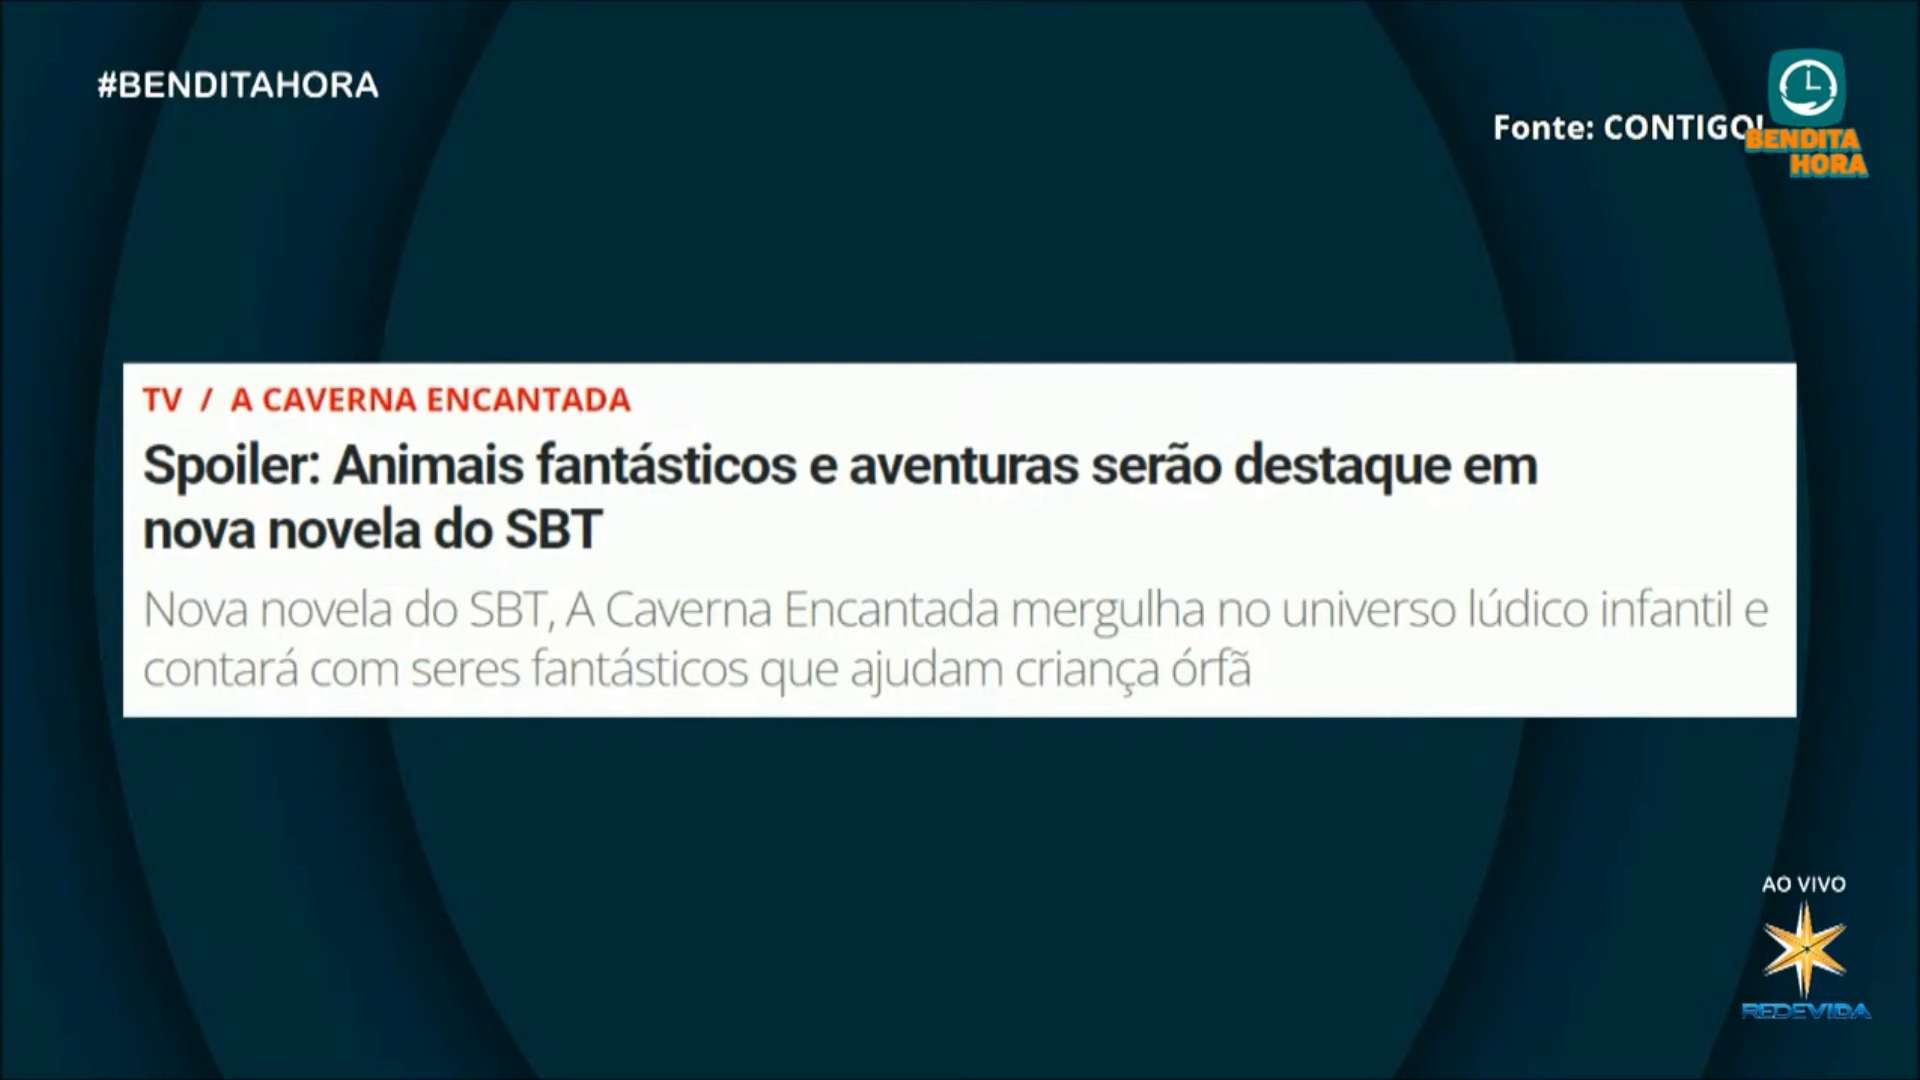 #BENDITAHORA
Fonte: CONTIGO!
BENDITA
HORA
TV / A CAVERNA ENCANTADA
Spoiler: Animais fantásticos e aventuras serão destaque em
nova novela do SBT
Nova novela do SBT, A Caverna Encantada mergulha no universo lúdico infantil e
contará com seres fantásticos que ajudam criança órfã
AO VIVO
REDEVIDA